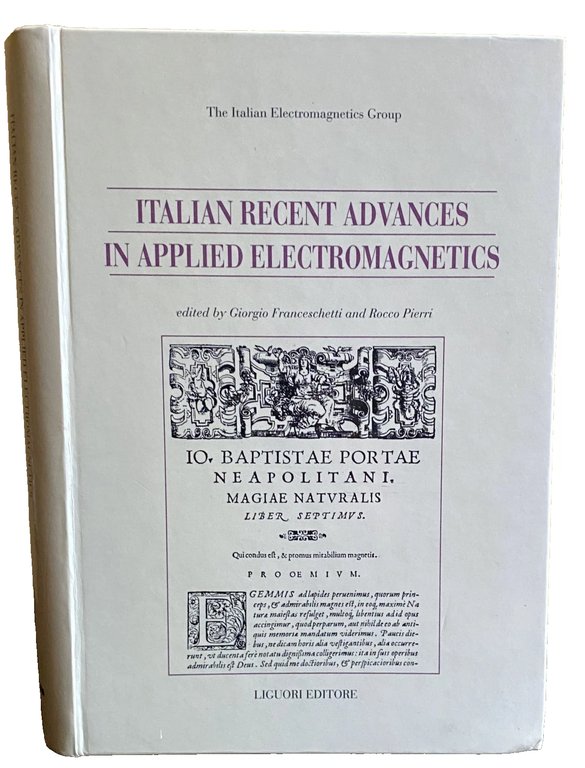 The Italian Electromagnetics Group
ITALIAN RECENT ADVANCES
IN APPLIED ELECTROMAGNETICS
edited by Giorgio Franceschetti and Rocco Pierri
IO. BAPTISTAE PORTAE
NEAPOLITANI,
MAGIAE NATVRALIS
LIBER SEPTIMVS.
Qui condus est, & ptomus mirabilium magnetis.
PROOEMIVM.
E GEMMIS ad lapides peruenimus, quorum prin-
ceps, & admirabilis magnes est, in eoq, maximè Na
turæ maiestas refulget, multoq, libentius ad id opus
accingimur, quod perparum, aut nihil de eo ab anti-
quis memoriæ mandatum viderimus. Paucis die-
bus, ne dicam horis alia vestigantibus, alia occurre-
runt, vt ducenta ferè notatu dignissima colligerimus: ita in suis operibus
admirabilis est Deus. Sed quid me doctioribus, & perspicacioribus con-
LIGUORI EDITORE